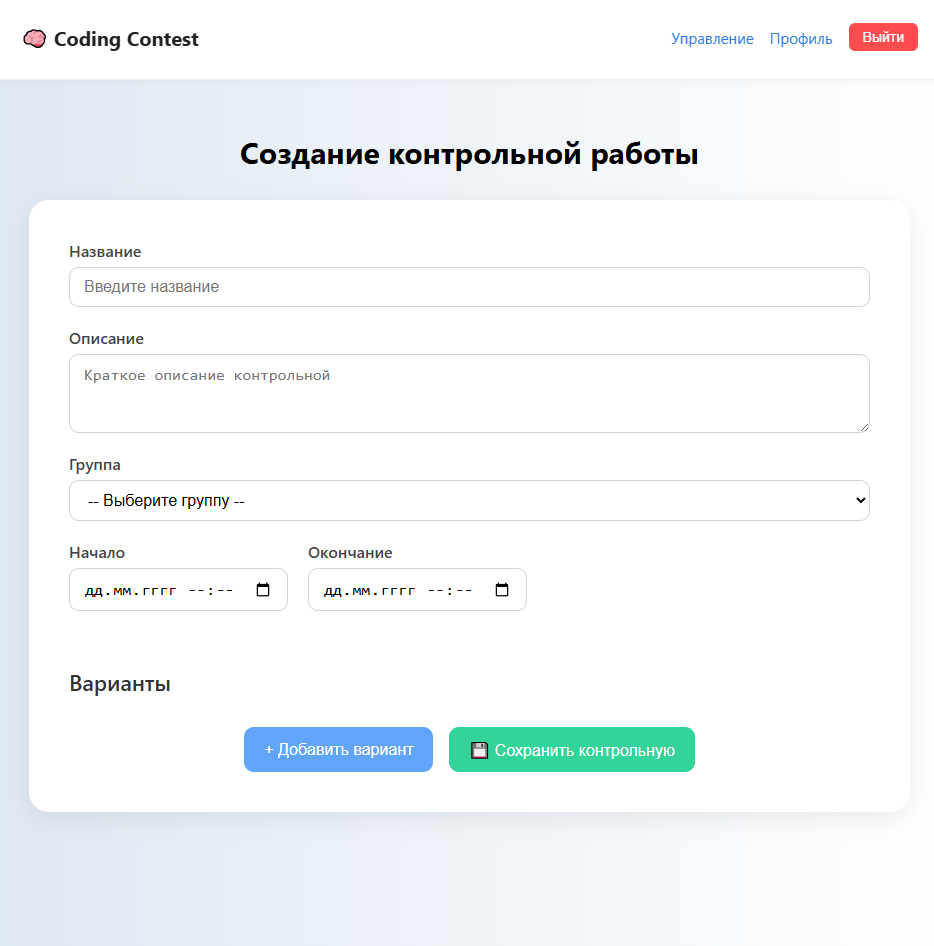 Coding Contest
Управление Профиль Выйти
Создание контрольной работы
Название
Введите название
Описание
Краткое описание контрольной
Группа
-- Выберите группу --
Начало Окончание
дд.мм.гггг --:-- дд.мм.гггг --:--
Варианты
+ Добавить вариант 💾 Сохранить контрольную